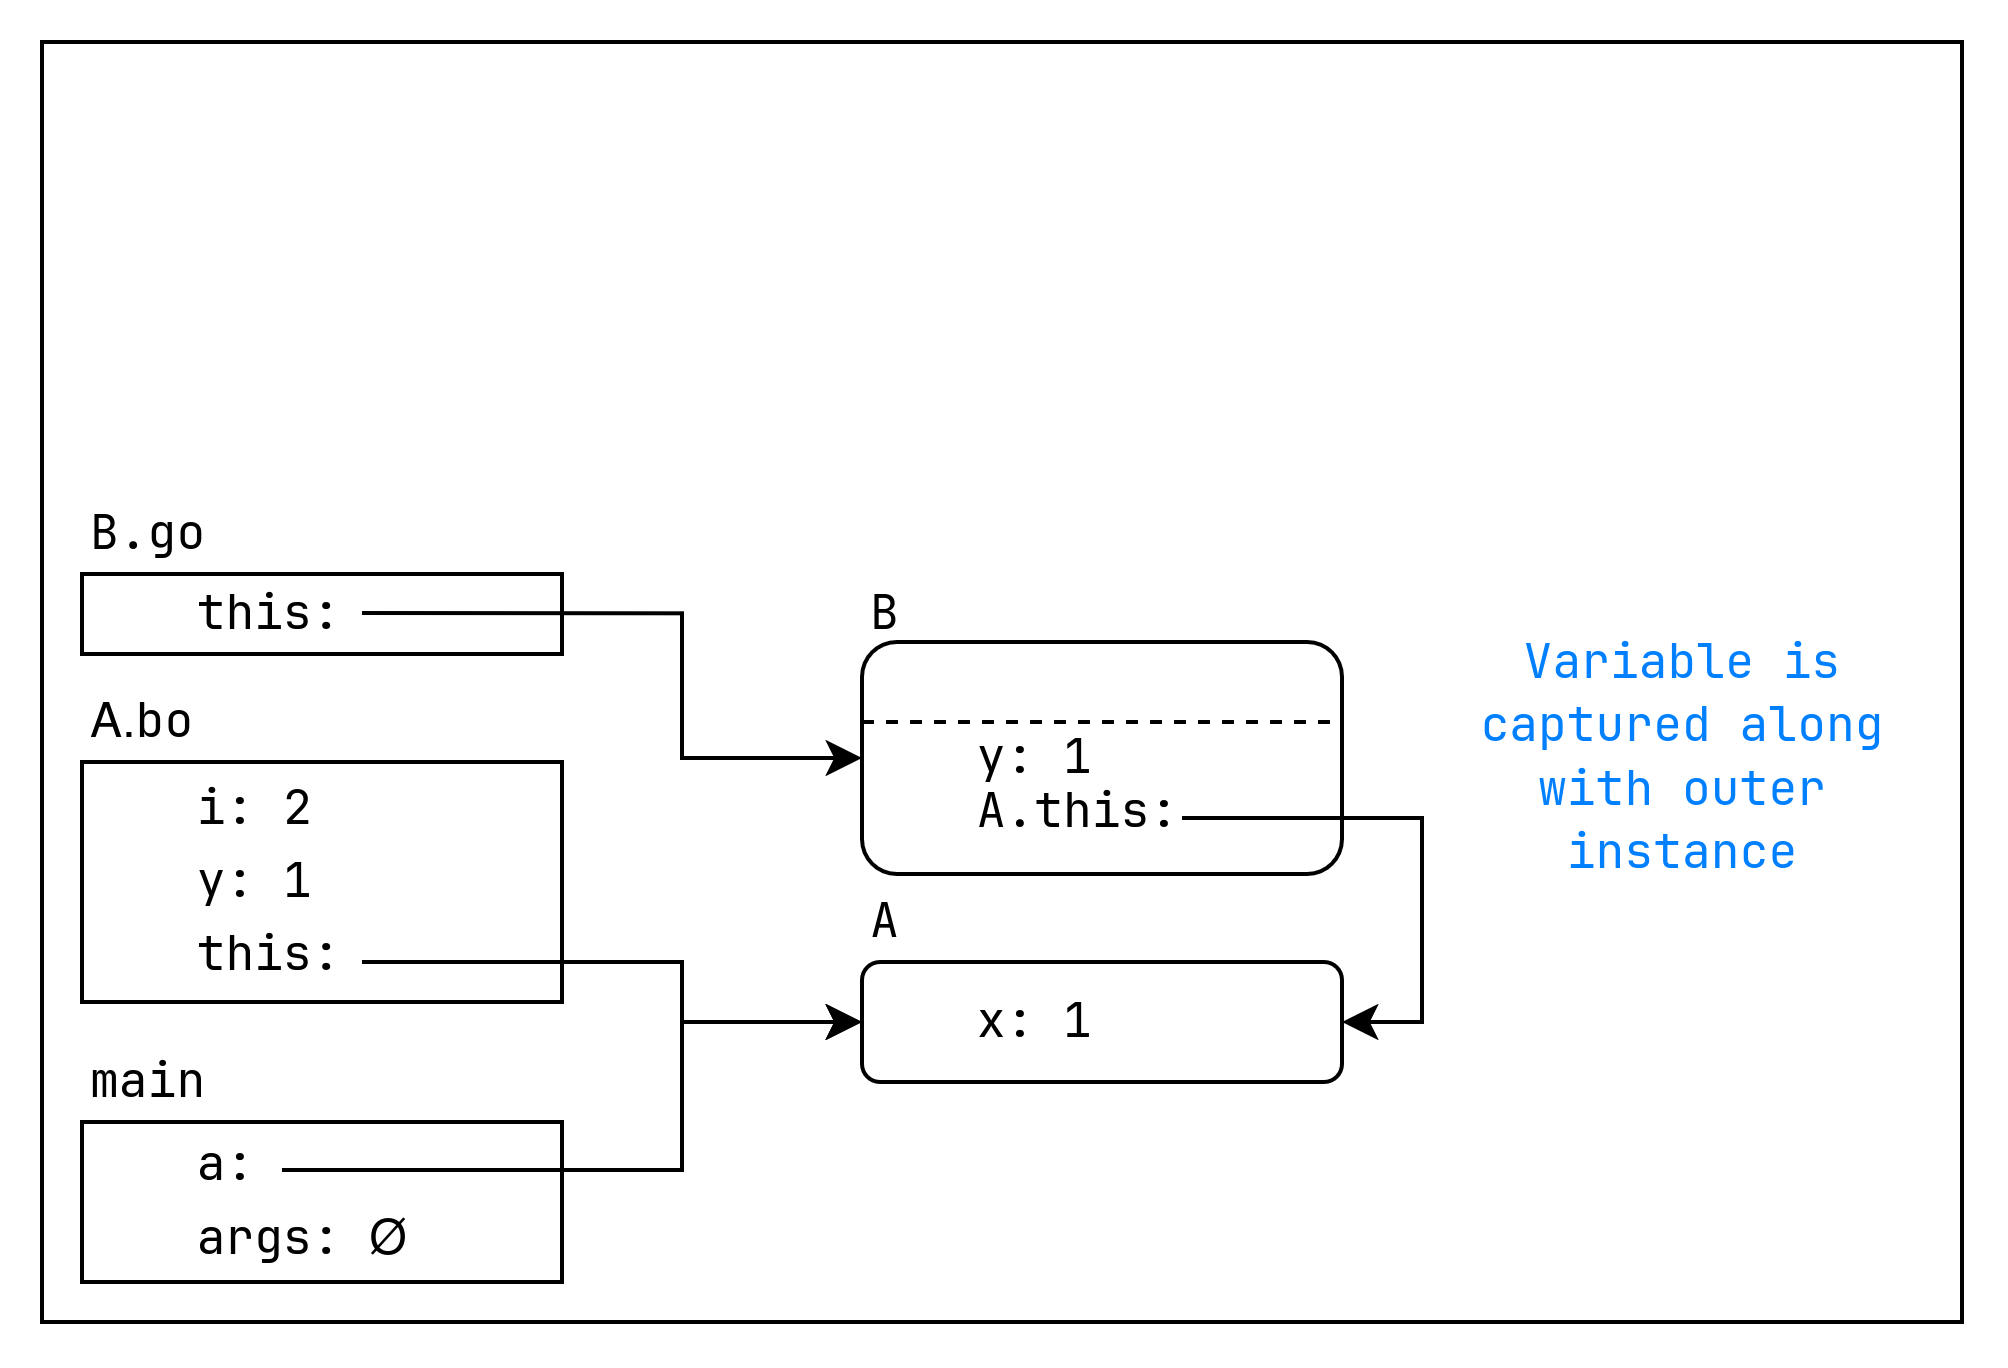 B.go
this:
A.bo
i: 2
y: 1
this:
main
a:
args: Ø
B
y: 1
A.this:
A
x: 1
Variable is
captured along
with outer
instance